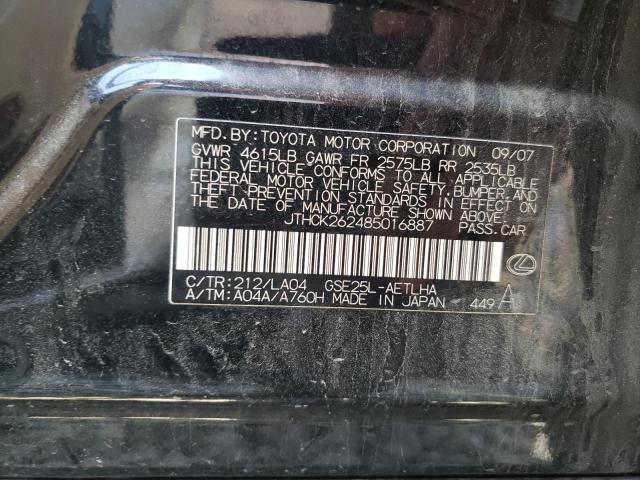 MFD. BY: TOYOTA MOTOR CORPORATION 09/07
GVWR 4615LB GAWR FR 2575LB RR 2535LB
THIS VEHICLE CONFORMS TO ALL APPLICABLE
FEDERAL MOTOR VEHICLE SAFETY, BUMPER, AND
THEFT PREVENTION STANDARDS IN EFFECT ON
THE DATE OF MANUFACTURE SHOWN ABOVE.
JTHCK262485016887 PASS.CAR
C/TR: 212/LA04 GSE25L-AETLHA
A/TM: A04A/A760H MADE IN JAPAN 449 A